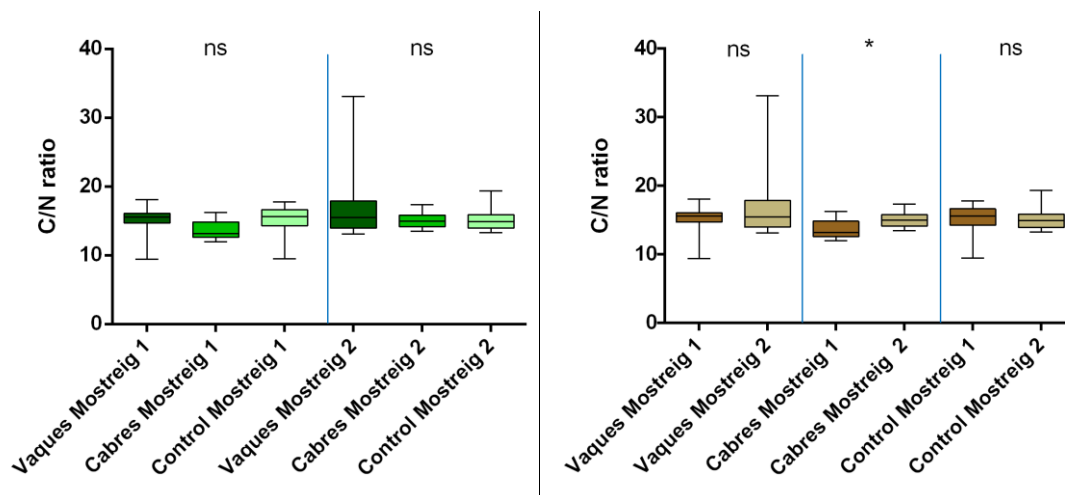 40
30
20
10
0
C/N ratio
ns
ns
Vaques Mostreig 1
Cabres Mostreig 1
Control Mostreig 1
Vaques Mostreig 2
Cabres Mostreig 2
Control Mostreig 2
40
30
20
10
0
C/N ratio
ns
*
ns
Vaques Mostreig 1
Vaques Mostreig 2
Cabres Mostreig 1
Cabres Mostreig 2
Control Mostreig 1
Control Mostreig 2